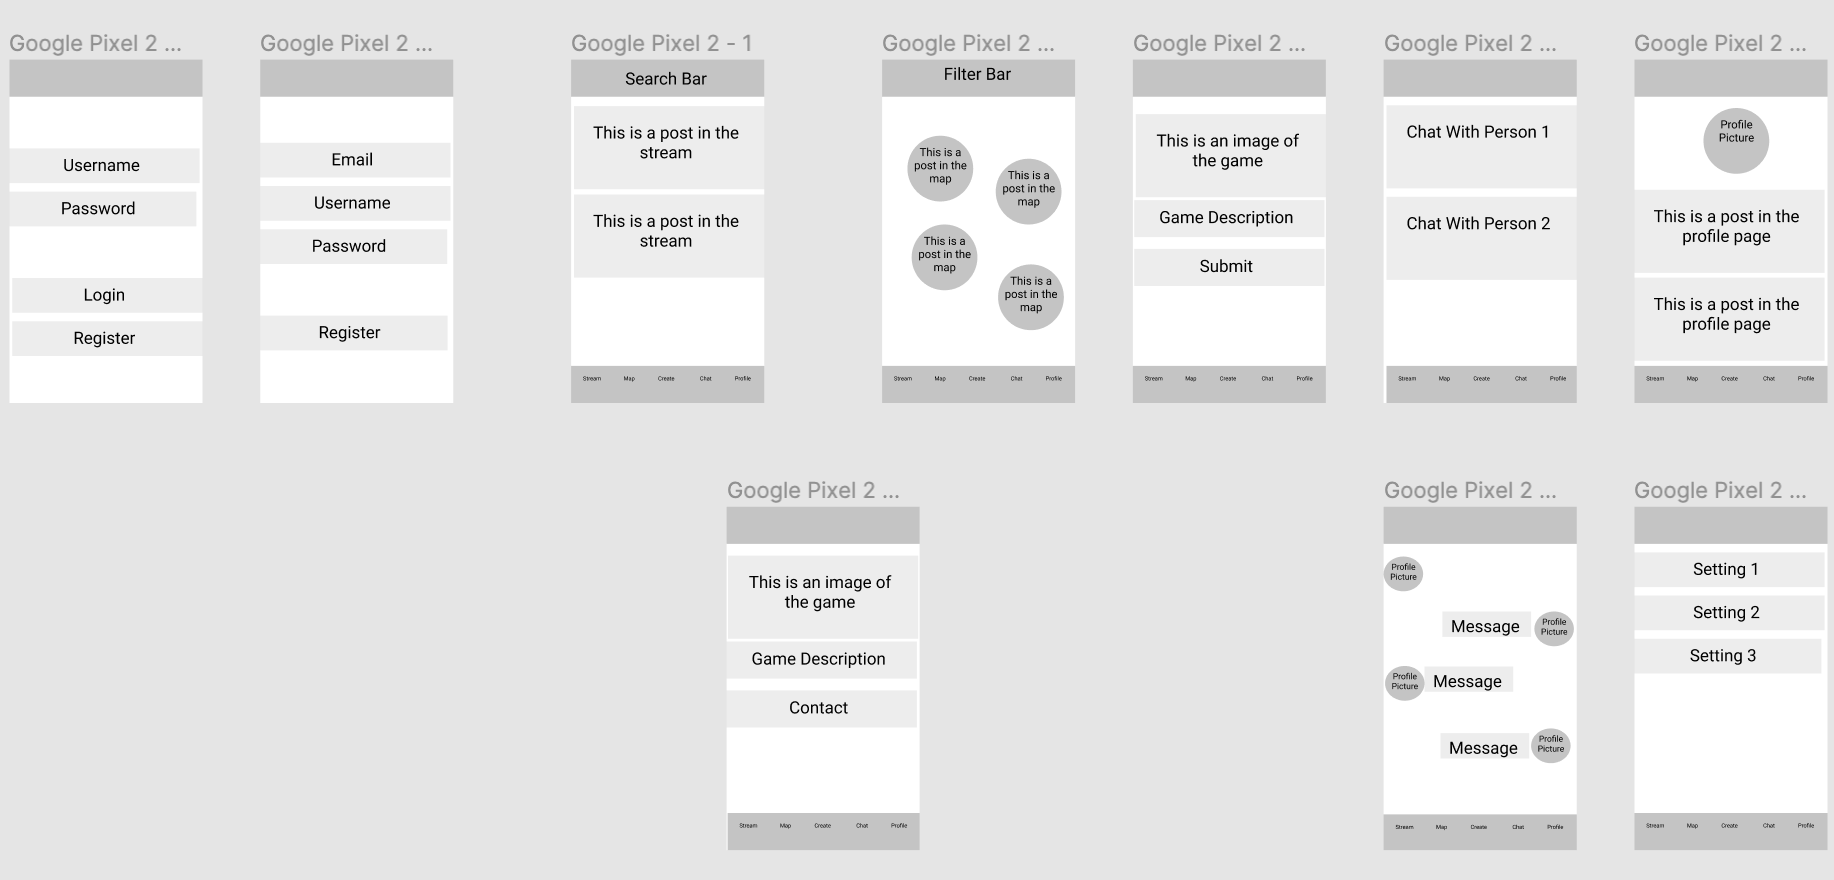 Google Pixel 2 ...
Username
Password
Login
Register
Google Pixel 2 ...
Email
Username
Password
Register
Google Pixel 2 - 1
Search Bar
This is a post in the
stream
This is a post in the
stream
Stream Map Create Chat Profile
Google Pixel 2 ...
Filter Bar
This is a
post in the
map
This is a
post in the
map
This is a
post in the
map
This is a
post in the
map
Stream Map Create Chat Profile
Google Pixel 2 ...
This is an image of
the game
Game Description
Submit
Stream Map Create Chat Profile
Google Pixel 2 ...
Chat With Person 1
Chat With Person 2
Stream Map Create Chat Profile
Google Pixel 2 ...
Profile
Picture
This is a post in the
profile page
This is a post in the
profile page
Stream Map Create Chat Profile
Google Pixel 2 ...
This is an image of
the game
Game Description
Contact
Stream Map Create Chat Profile
Google Pixel 2 ...
Profile
Picture
Message
Profile
Picture
Profile
Picture
Message
Message
Profile
Picture
Stream Map Create Chat Profile
Google Pixel 2 ...
Setting 1
Setting 2
Setting 3
Stream Map Create Chat Profile